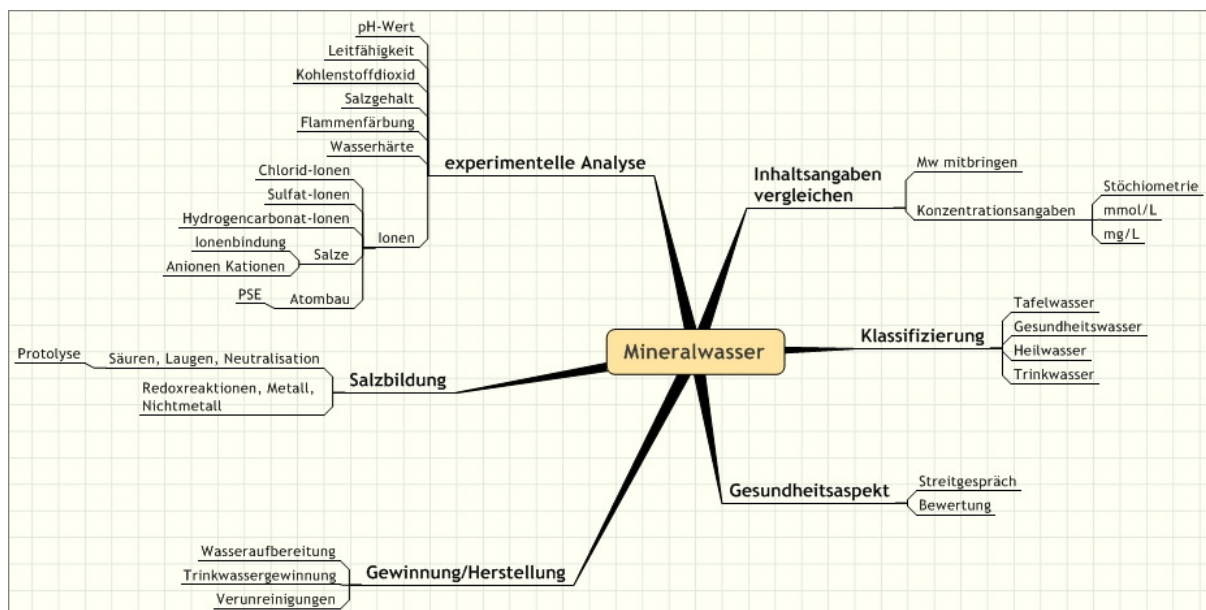 pH-Wert
Leitfähigkeit
Kohlenstoffdioxid
Salzgehalt
Flammenfärbung
Wasserhärte
experimentelle Analyse
Chlorid-Ionen
Sulfat-Ionen
Hydrogencarbonat-Ionen
Ionen
Ionenbindung
Salze
Anionen Kationen
PSE
Atombau
Inhaltsangaben
vergleichen
Mw mitbringen
Konzentrationsangaben
Stöchiometrie
mmol/L
mg/L
Mineralwasser
Klassifizierung
Tafelwasser
Gesundheitswasser
Heilwasser
Trinkwasser
Protolyse
Säuren, Laugen, Neutralisation
Salzbildung
Redoxreaktionen, Metall,
Nichtmetall
Gesundheitsaspekt
Streitgespräch
Bewertung
Wasseraufbereitung
Trinkwassergewinnung
Gewinnung/Herstellung
Verunreinigungen